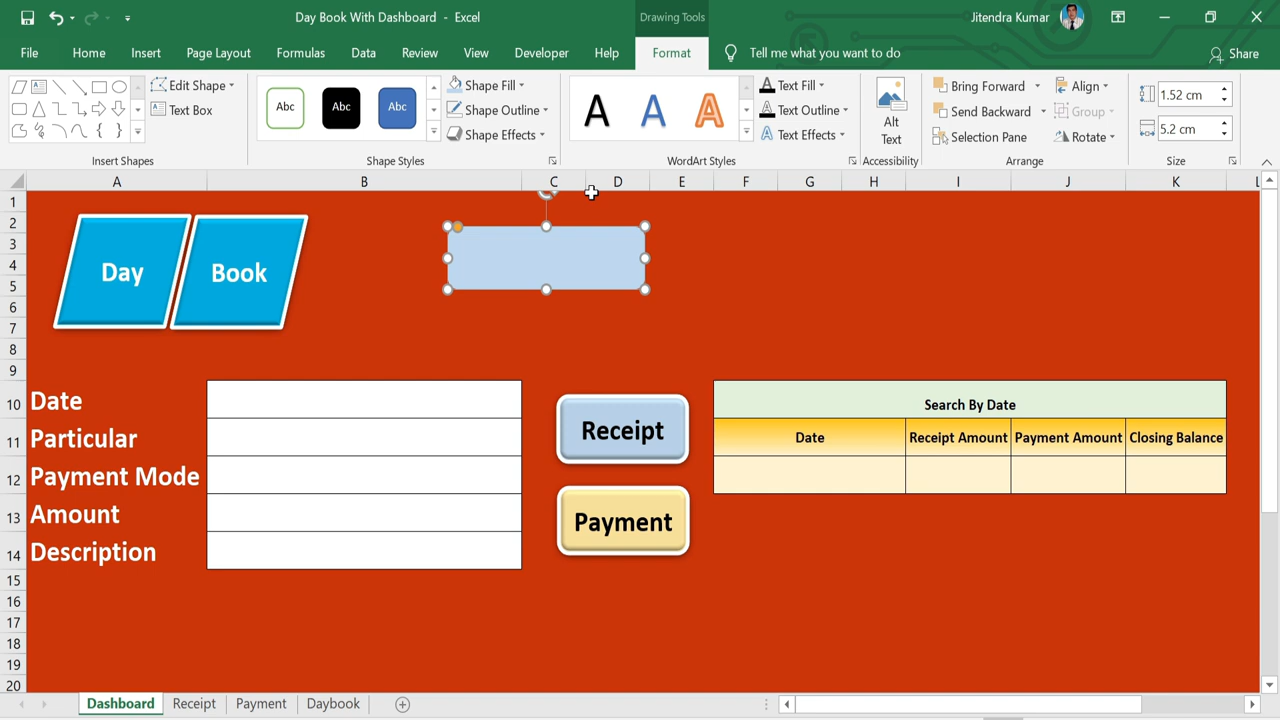 Day Book With Dashboard - Excel
Drawing Tools
Jitendra Kumar
File Home Insert Page Layout Formulas Data Review View Developer Help Format Tell me what you want to do Share
Edit Shape
Text Box
Insert Shapes
Abc Abc Abc
Shape Fill
Shape Outline
Shape Effects
Shape Styles
A A A
Text Fill
Text Outline
Text Effects
WordArt Styles
Alt
Text
Accessibility
Bring Forward
Send Backward
Selection Pane
Align
Group
Rotate
Arrange
1.52 cm
5.2 cm
Size
A B C D E F G H I J K L
1
2
3
4
5
6
7
8
9
10
11
12
13
14
15
16
17
18
19
20
Day Book
Date
Particular
Payment Mode
Amount
Description
Receipt
Payment
Search By Date
Date Receipt Amount Payment Amount Closing Balance
Dashboard Receipt Payment Daybook